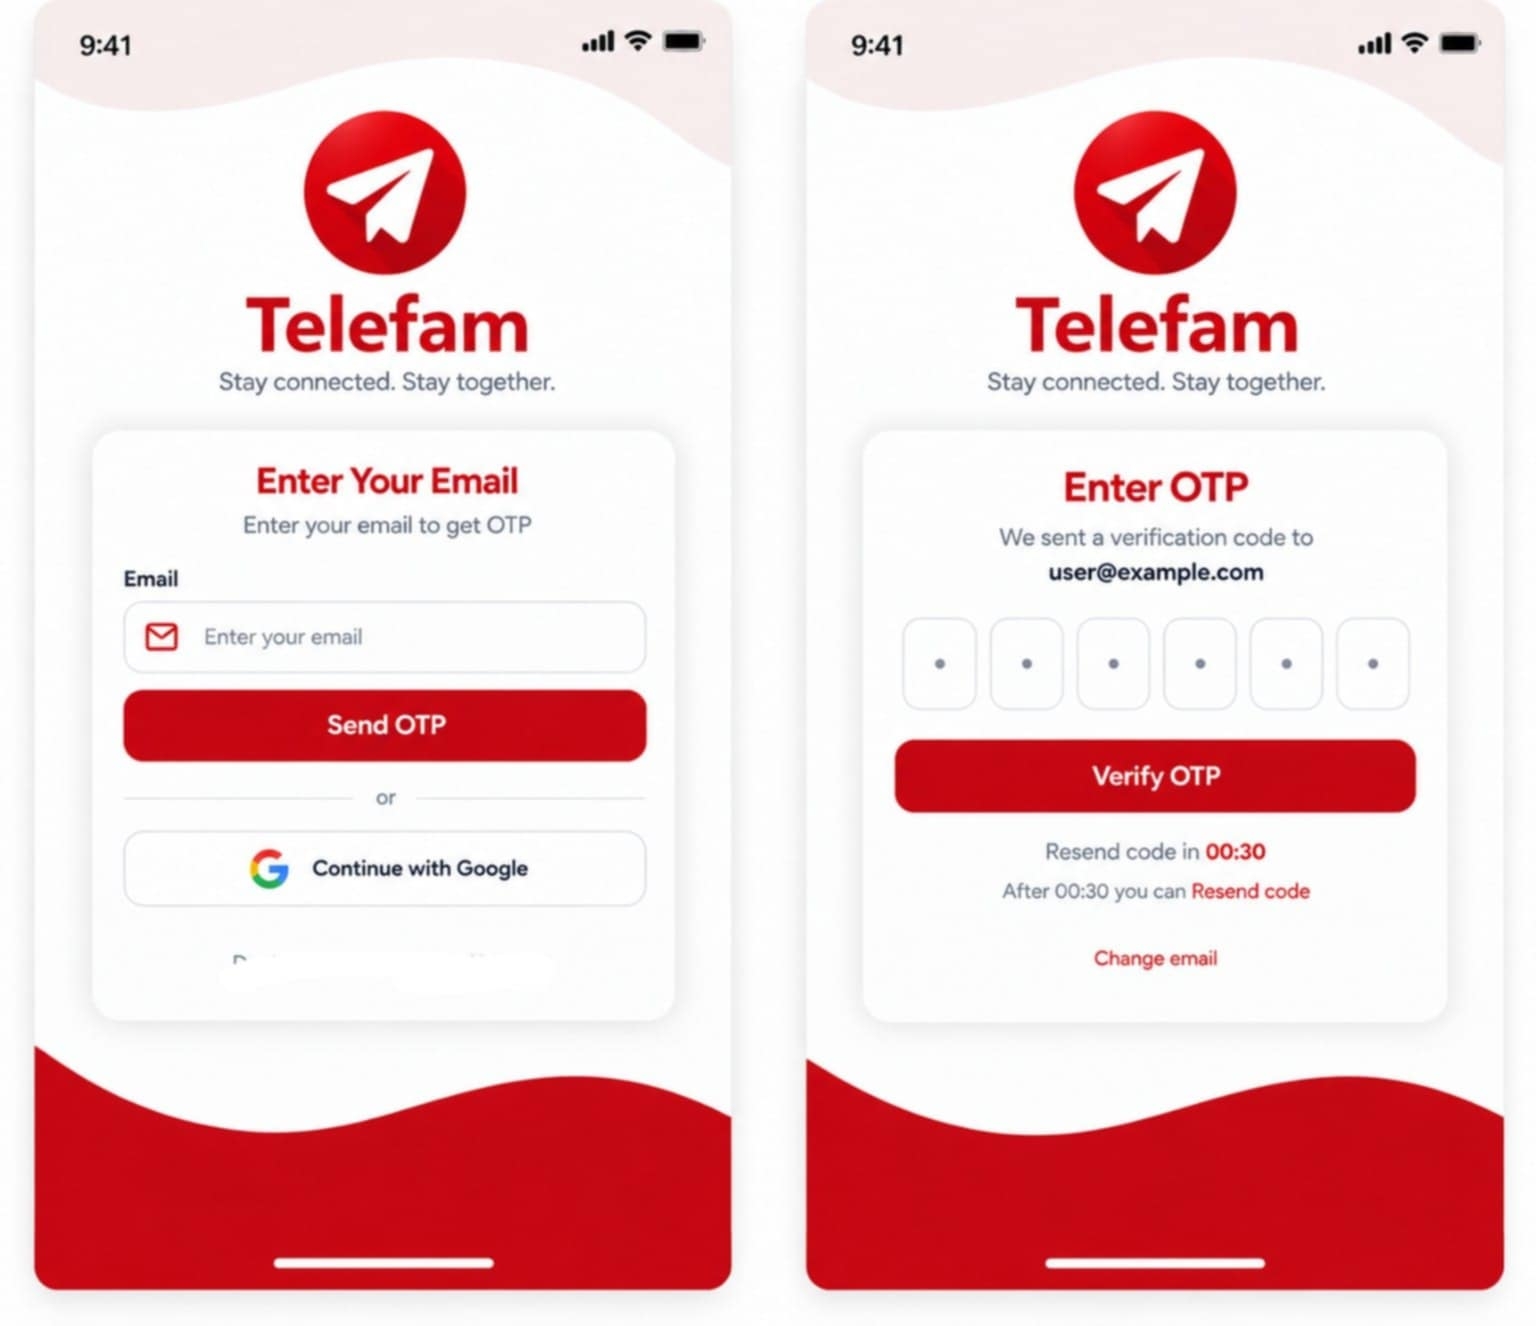 9:41
Telefam
Stay connected. Stay together.
Enter Your Email
Enter your email to get OTP
Email
Enter your email
Send OTP
or
Continue with Google
9:41
Telefam
Stay connected. Stay together.
Enter OTP
We sent a verification code to
user@example.com
Verify OTP
Resend code in 00:30
After 00:30 you can Resend code
Change email